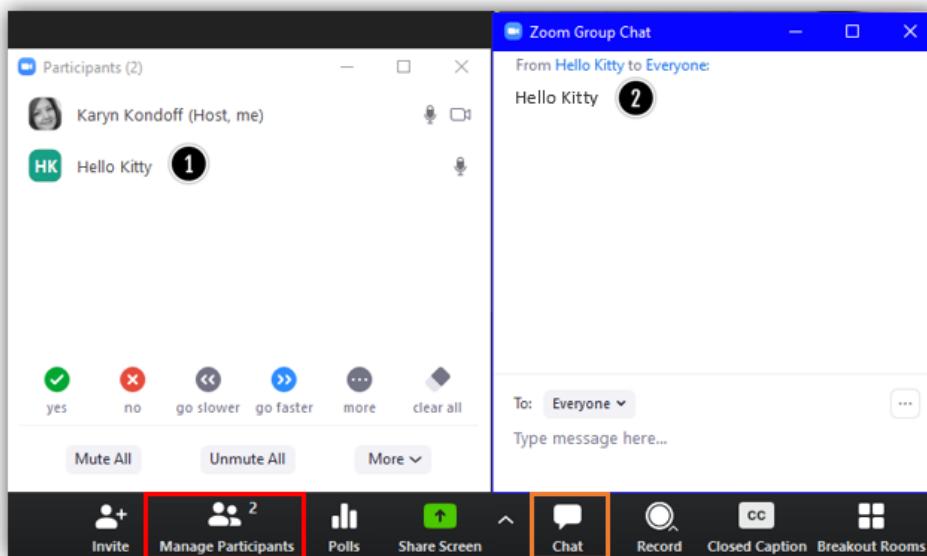 Participants (2)
Karyn Kondoff (Host, me)
HK Hello Kitty 1
yes no go slower go faster more clear all
Mute All Unmute All More
Zoom Group Chat
From Hello Kitty to Everyone:
Hello Kitty 2
To: Everyone
Type message here...
Invite Manage Participants 2 Polls Share Screen Chat Record CC Closed Caption Breakout Rooms